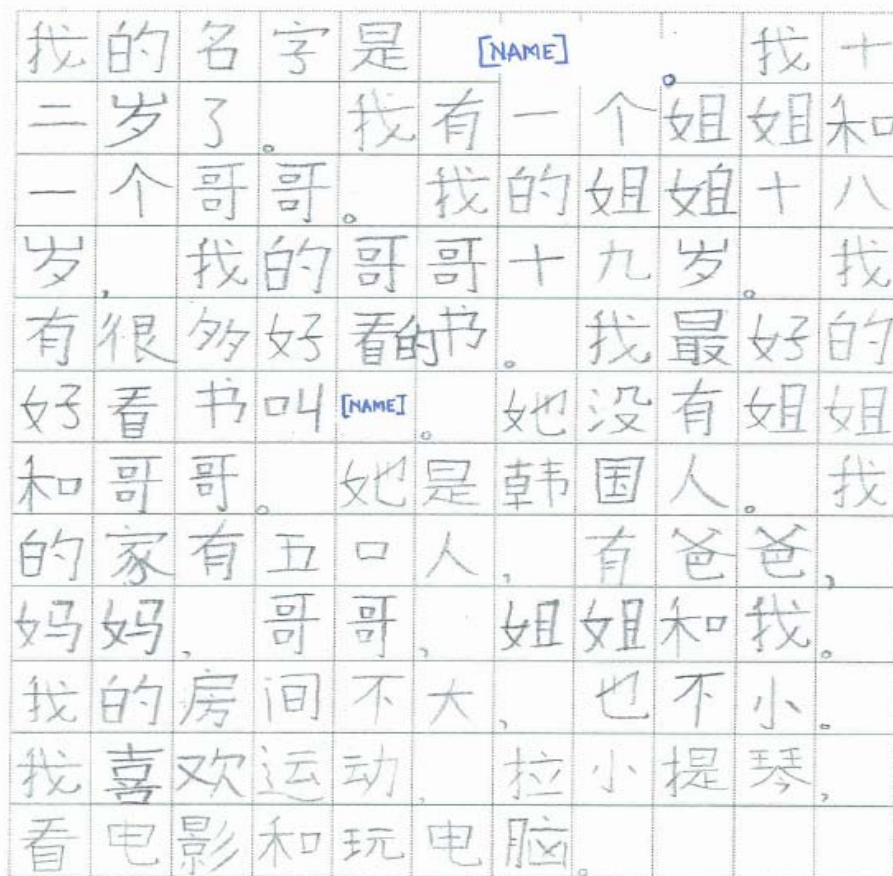 我的名字是 [NAME]。我十
二岁了。我有一个姐姐和
一个哥哥。我的姐姐十八
岁，我的哥哥十九岁。我
有很多好看的书。我最好的
好看书叫[NAME]。她没有姐姐
和哥哥。她是韩国人。我
的家有五口人，有爸爸，
妈妈，哥哥，姐姐和我。
我的房间不大，也不小。
我喜欢运动，拉小提琴，
看电影和玩电脑。